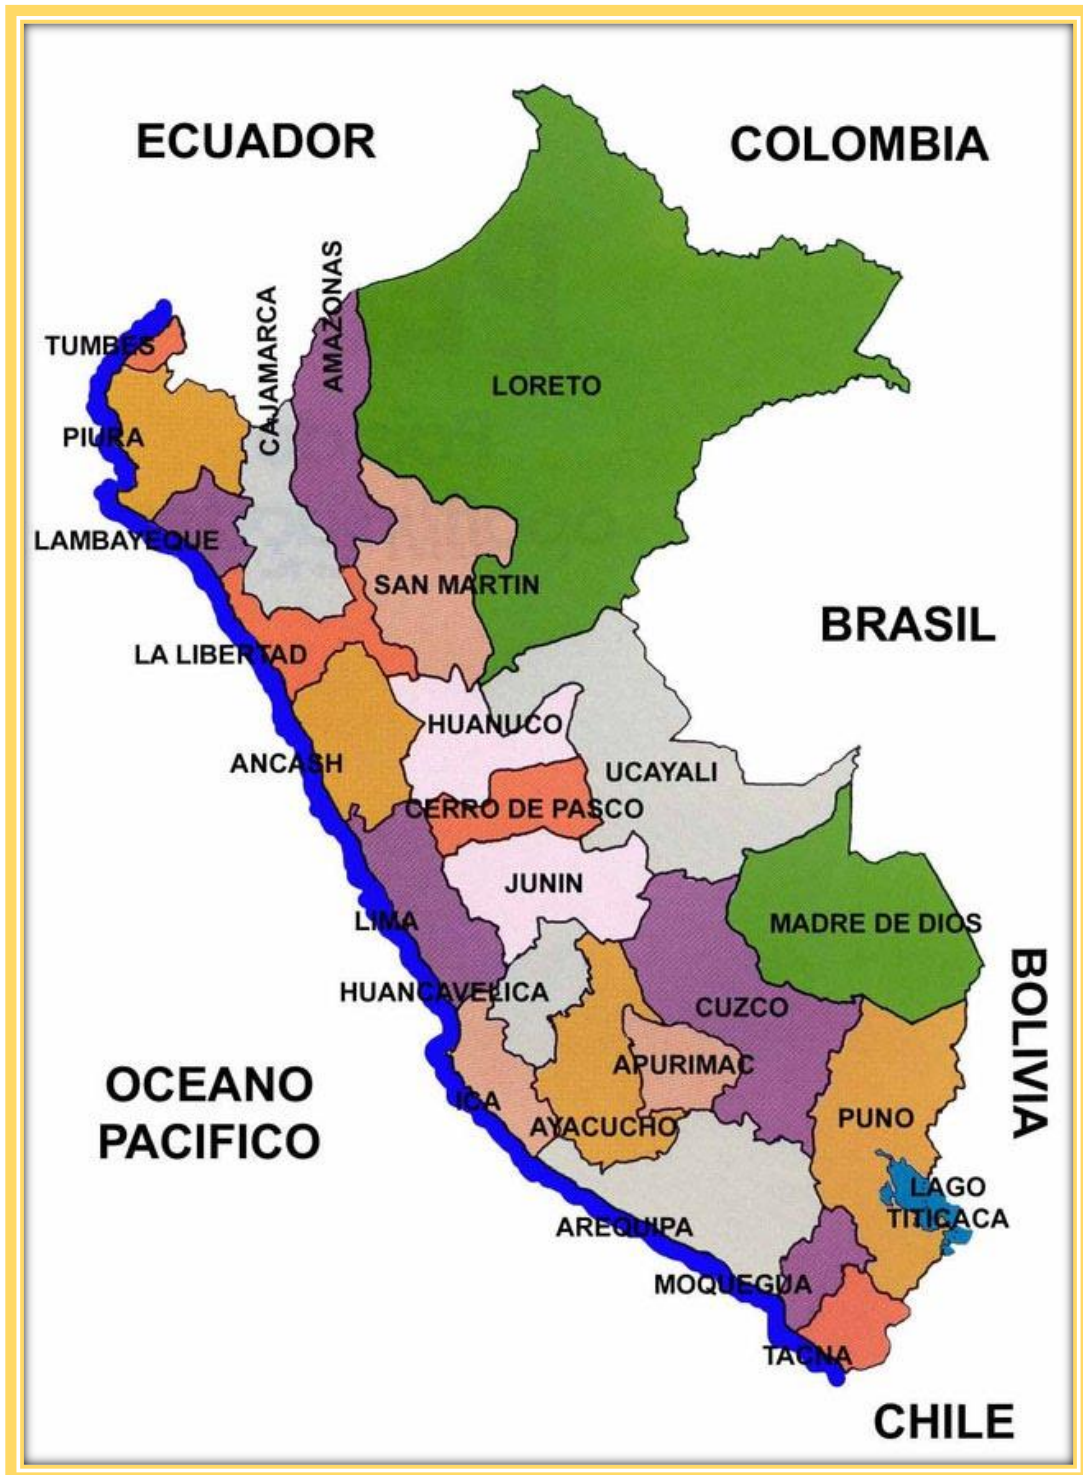 ECUADOR
COLOMBIA
AMAZONAS
CAJAMARCA
TUMBES
LORETO
PIURA
LAMBAYEQUE
SAN MARTIN
BRASIL
LA LIBERTAD
HUANUCO
ANCASH
UCAYALI
CERRO DE PASCO
JUNIN
LIMA
MADRE DE DIOS
HUANCAVELICA
CUZCO
BOLIVIA
APURIMAC
OCEANO
PACIFICO
ICA
AYACUCHO
PUNO
LAGO
TITICACA
AREQUIPA
MOQUEGUA
TACNA
CHILE